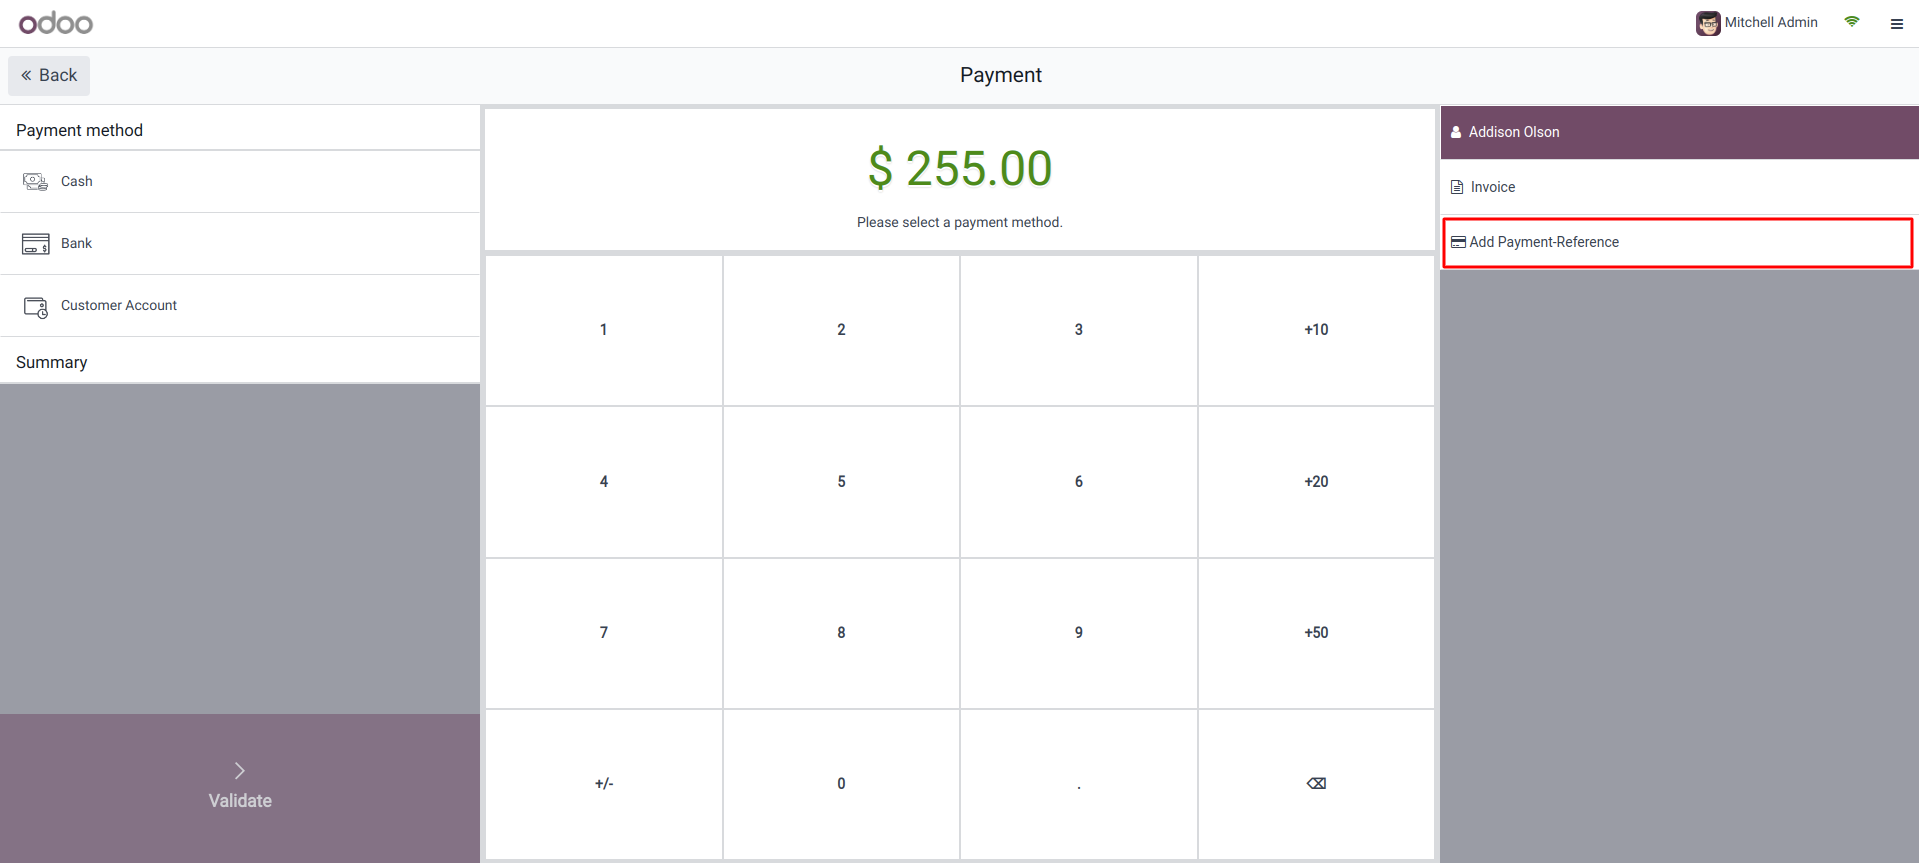 odoo
Mitchell Admin
« Back
Payment
Payment method
Cash
Bank
Customer Account
Summary
Validate
$ 255.00
Please select a payment method.
1 2 3 +10
4 5 6 +20
7 8 9 +50
+/- 0 . ⌫
Addison Olson
Invoice
Add Payment-Reference